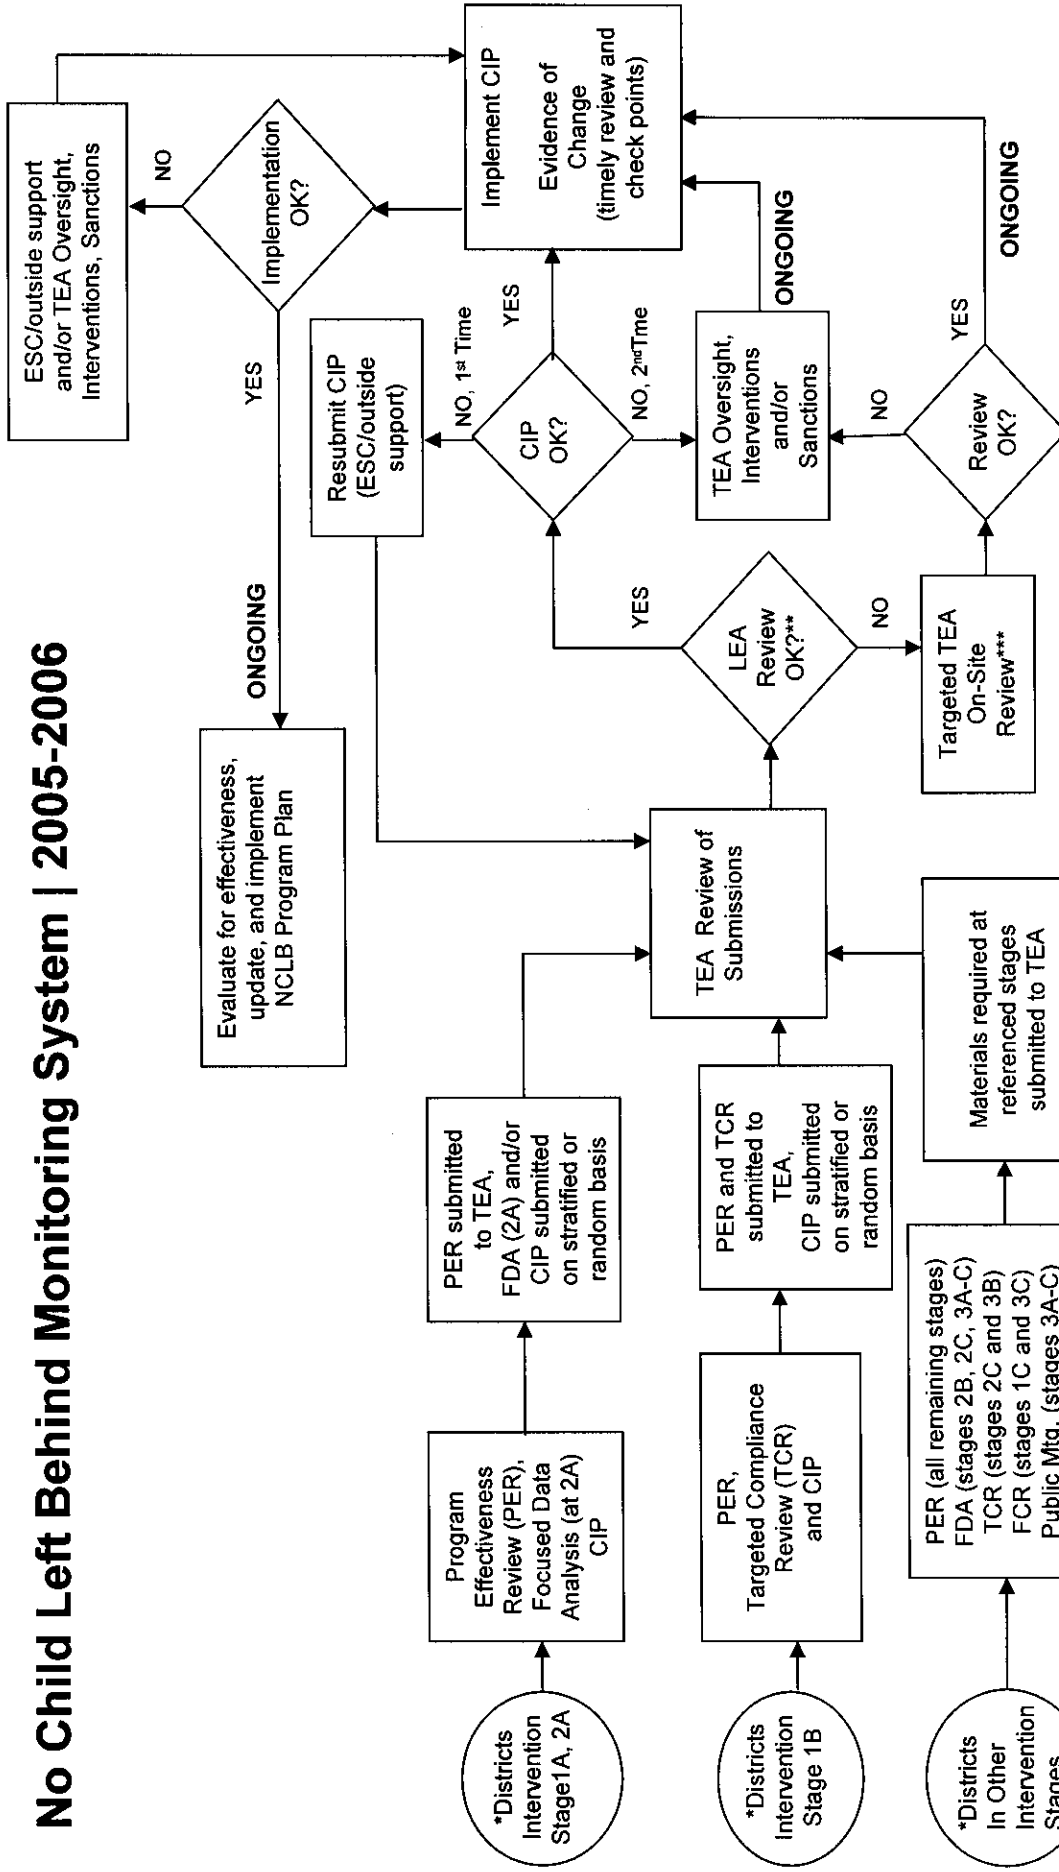 No Child Left Behind Monitoring System | 2005-2006
*Districts
Intervention
Stage1A, 2A
Program
Effectiveness
Review (PER),
Focused Data
Analysis (at 2A)
CIP
PER submitted
to TEA,
FDA (2A) and/or
CIP submitted
on stratified or
random basis
*Districts
Intervention
Stage 1B
PER,
Targeted Compliance
Review (TCR)
and CIP
PER and TCR
submitted to
TEA,
CIP submitted
on stratified or
random basis
*Districts
In Other
Intervention
Stages
PER (all remaining stages)
FDA (stages 2B, 2C, 3A-C)
TCR (stages 2C and 3B)
FCR (stages 1C and 3C)
Public Mtg. (stages 3A-C)
Materials required at
referenced stages
submitted to TEA
TEA Review of
Submissions
LEA
Review
OK?**
YES
NO
Targeted TEA
On-Site
Review***
Review
OK?
NO
YES
ONGOING
CIP
OK?
NO, 1st Time
YES
NO, 2ndTme
Resubmit CIP
(ESC/outside
support)
TEA Oversight,
Interventions
and/or
Sanctions
ONGOING
Implement CIP
Evidence of
Change
(timely review and
check points)
Implementation
OK?
NO
YES
ESC/outside support
and/or TEA Oversight,
Interventions, Sanctions
ONGOING
Evaluate for effectiveness,
update, and implement
NCLB Program Plan